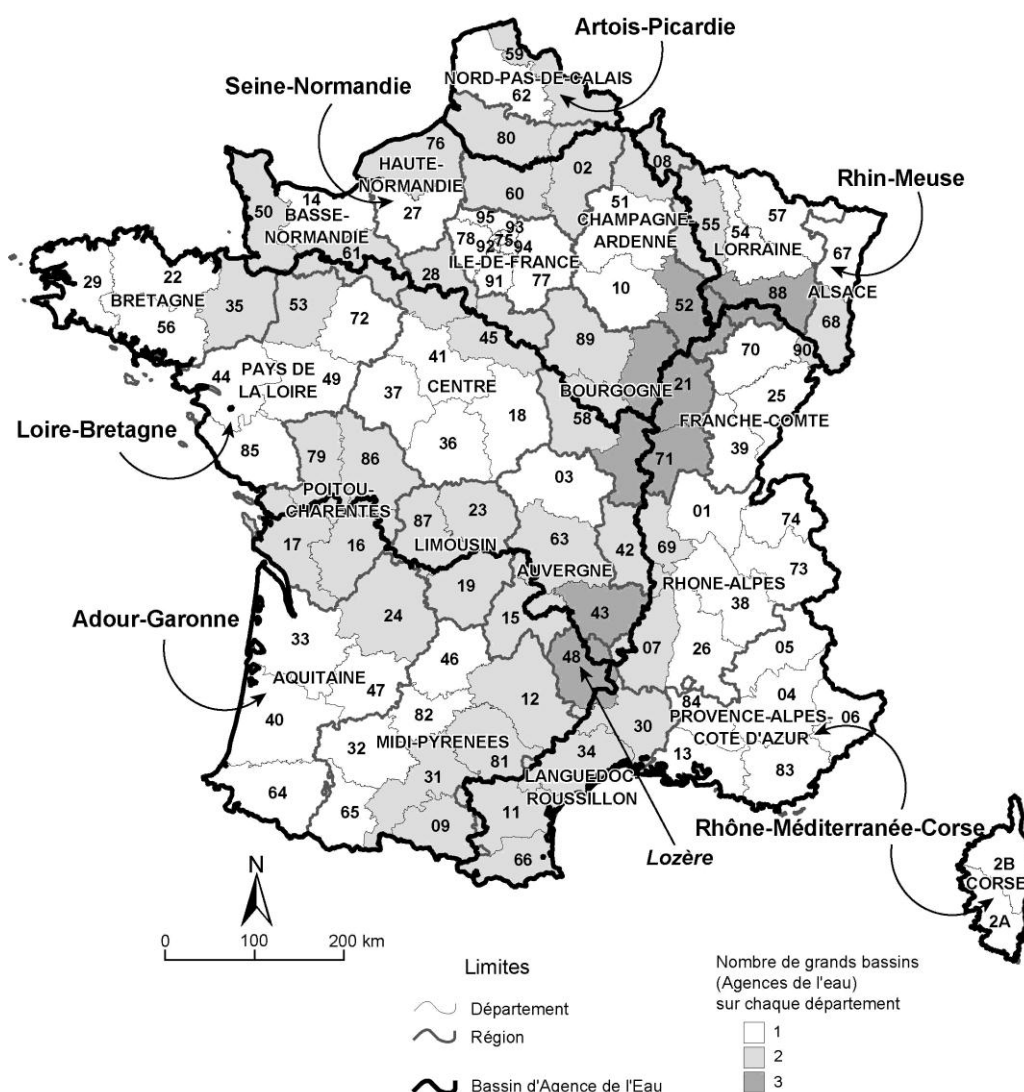 Artois-Picardie
59
NORD-PAS-DE-CALAIS
62
Seine-Normandie
80
76
HAUTE-
NORMANDIE
02
08
60
Rhin-Meuse
14
50
BASSE-
NORMANDIE
27
51
CHAMPAGNE-
ARDENNE
55
54
57
LORRAINE
67
ALSACE
95
93
78
92
75
94
ILE-DE-FRANCE
91
77
61
28
10
52
88
68
29
22
BRETAGNE
35
56
53
72
45
89
70
90
41
44
PAYS DE
LA LOIRE
49
37
CENTRE
18
BOURGOGNE
58
21
25
FRANCHE-COMTE
39
Loire-Bretagne
85
79
86
36
03
71
POITOU-
CHARENTES
01
74
17
16
87
23
LIMOUSIN
63
AUVERGNE
42
69
RHONE-ALPES
73
38
19
24
15
43
Adour-Garonne
33
AQUITAINE
47
46
48
07
26
05
04
40
12
82
84
30
PROVENCE-ALPES-
COTÉ D'AZUR
06
32
MIDI-PYRENEES
34
13
83
81
31
LANGUEDOC-
ROUSSILLON
64
65
09
11
66
Lozère
Rhône-Méditerranée-Corse
2B
CORSE
2A
N
0 100 200 km
Limites
Département
Région
Bassin d'Agence de l'Eau
Nombre de grands bassins
(Agences de l'eau)
sur chaque département
1
2
3